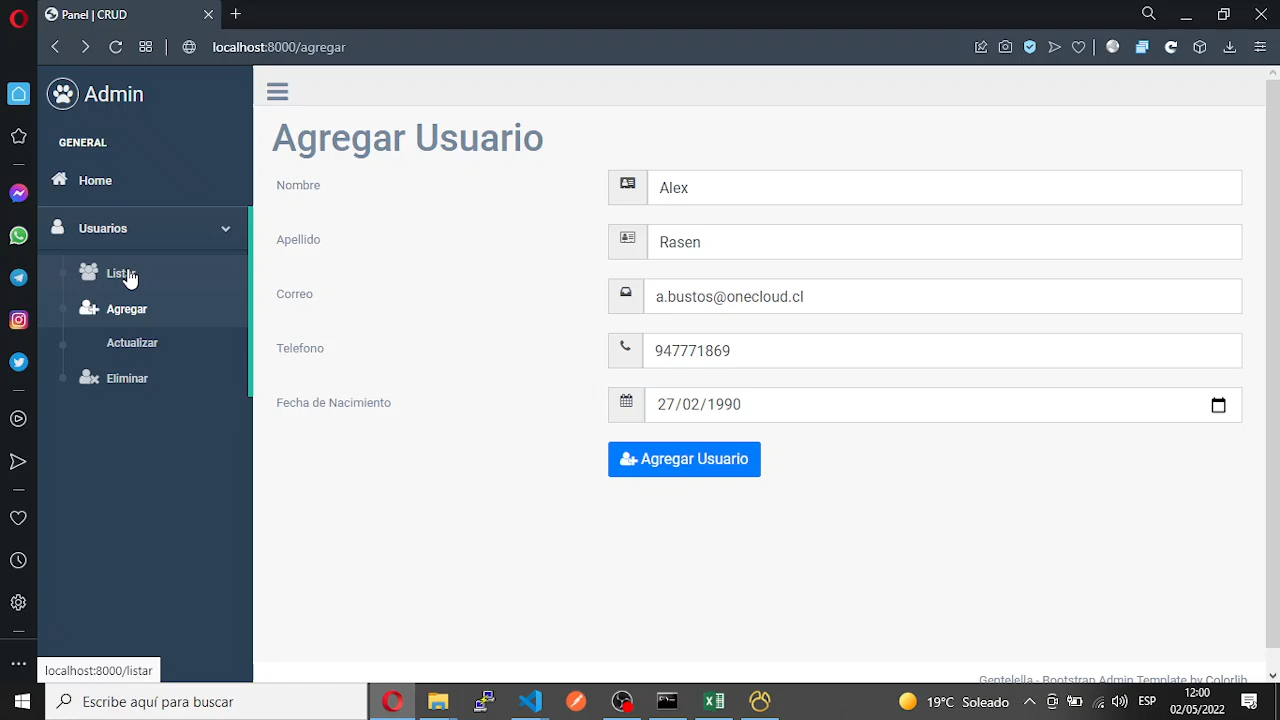 Panel | CRUD
localhost:8000/agregar
Admin
GENERAL
Home
Usuarios
Agregar
Actualizar
Eliminar
Agregar Usuario
Nombre
Alex
Apellido
Rasen
Correo
a.bustos@onecloud.cl
Telefono
947771869
Fecha de Nacimiento
27/02/1990
Agregar Usuario
localhost:8000/listar
Gentelella - Bootstrap Admin Template by Colorlib
Escribe aquí para buscar
19°C Soleado
ESP
12:00
02/05/2022